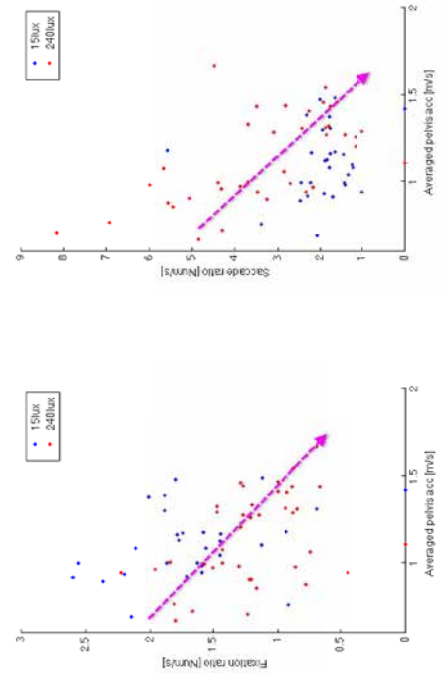 15lux
240lux
Saccade ratio [Num/s]
9
8
7
6
5
4
3
2
1
0
1
1.5
2
Averaged pelvis acc [m/s]
15lux
240lux
Fixation ratio [Num/s]
3
2.5
2
1.5
1
0.5
0
1
1.5
2
Averaged pelvis acc [m/s]